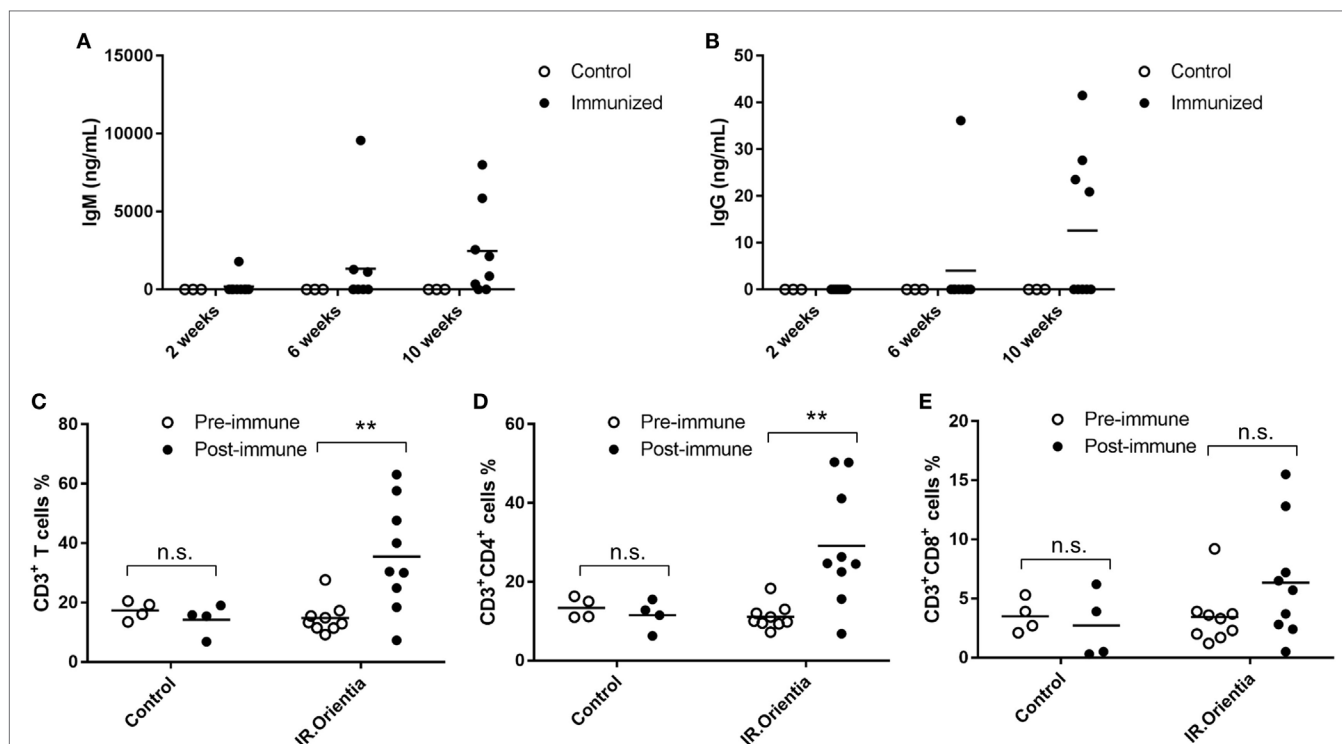 A
IgM (ng/mL)
15000
10000
5000
0
2 weeks
6 weeks
10 weeks
Control
Immunized
B
IgG (ng/mL)
50
40
30
20
10
0
2 weeks
6 weeks
10 weeks
Control
Immunized
C
CD3+ T cells %
80
60
40
20
0
Pre-immune
Post-immune
n.s.
**
Control
IR.Orientia
D
CD3+CD4+ cells %
60
40
20
0
Pre-immune
Post-immune
n.s.
**
Control
IR.Orientia
E
CD3+CD8+ cells %
20
15
10
5
0
Pre-immune
Post-immune
n.s.
n.s.
Control
IR.Orientia